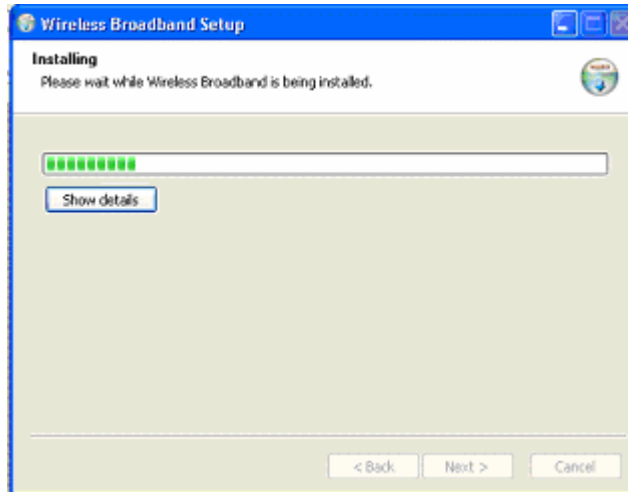 Wireless Broadband Setup
Installing
Please wait while Wireless Broadband is being installed.
Show details
< Back
Next >
Cancel